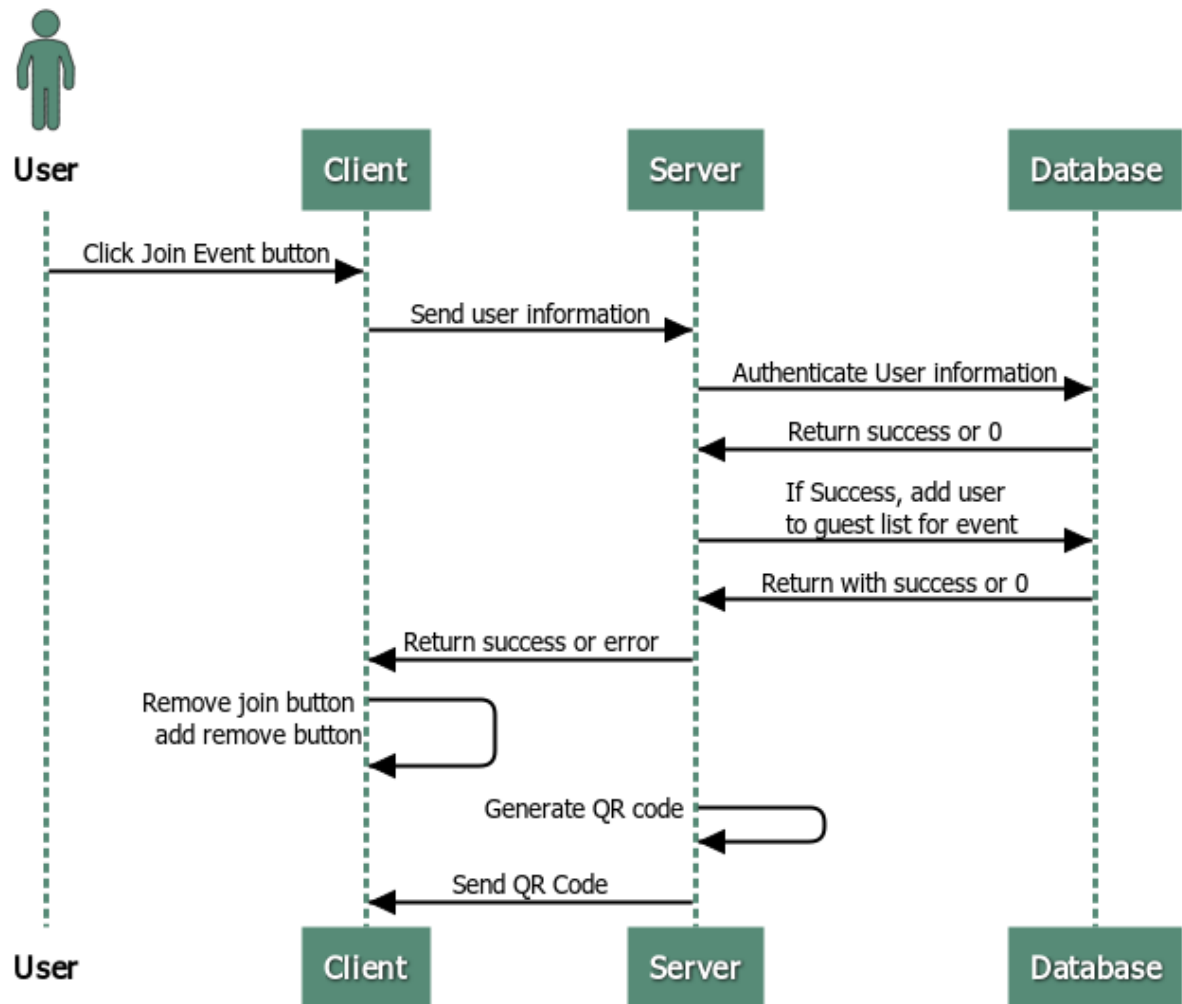 User
Client
Server
Database
Click Join Event button
Send user information
Authenticate User information
Return success or 0
If Success, add user
to guest list for event
Return with success or 0
Return success or error
Remove join button
add remove button
Generate QR code
Send QR Code
User
Client
Server
Database